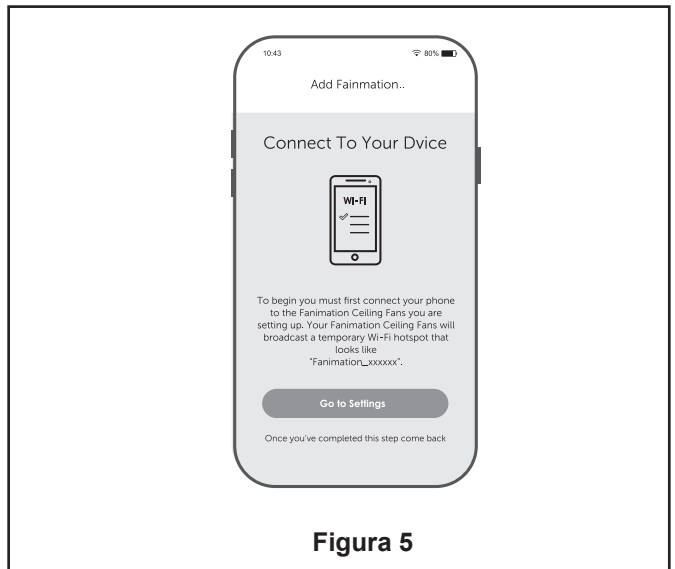 10:43
80%
Add Fainmation..
Connect To Your Dvice
WI-FI
To begin you must first connect your phone
to the Fanimation Ceiling Fans you are
setting up. Your Fanimation Ceiling Fans will
broadcast a temporary Wi-Fi hotspot that
looks like
"Fanimation_xxxxxx".
Go to Settings
Once you've completed this step come back
Figura 5